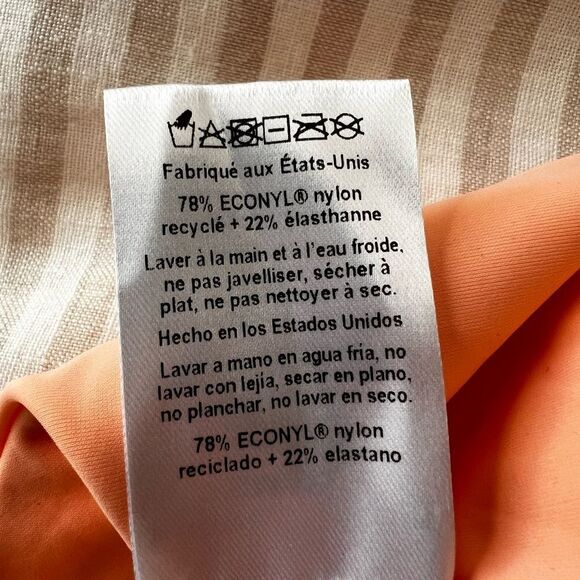 Fabriqué aux États-Unis
78% ECONYL® nylon
recyclé + 22% élasthanne
Laver à la main et à l'eau froide,
ne pas javelliser, sécher à
plat, ne pas nettoyer à sec.
Hecho en los Estados Unidos
Lavar a mano en agua fría, no
lavar con lejía, secar en plano,
no planchar, no lavar en seco.
78% ECONYL® nylon
reciclado + 22% elastano